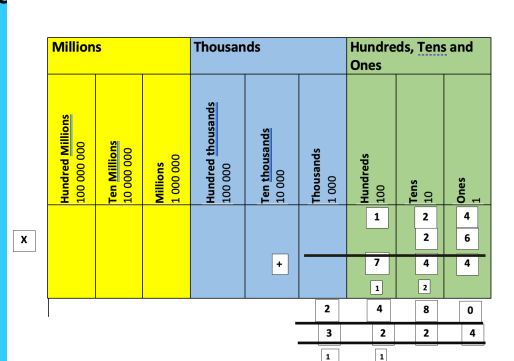 Millions Thousands Hundreds, Tens and Ones
Hundred Millions 100 000 000
Ten Millions 10 000 000
Millions 1 000 000
Hundred thousands 100 000
Ten thousands 10 000
Thousands 1 000
Hundreds 100
Tens 10
Ones 1
1 2 4
X 2 6
+ 7 4 4
1 2
2 4 8 0
3 2 2 4
1 1